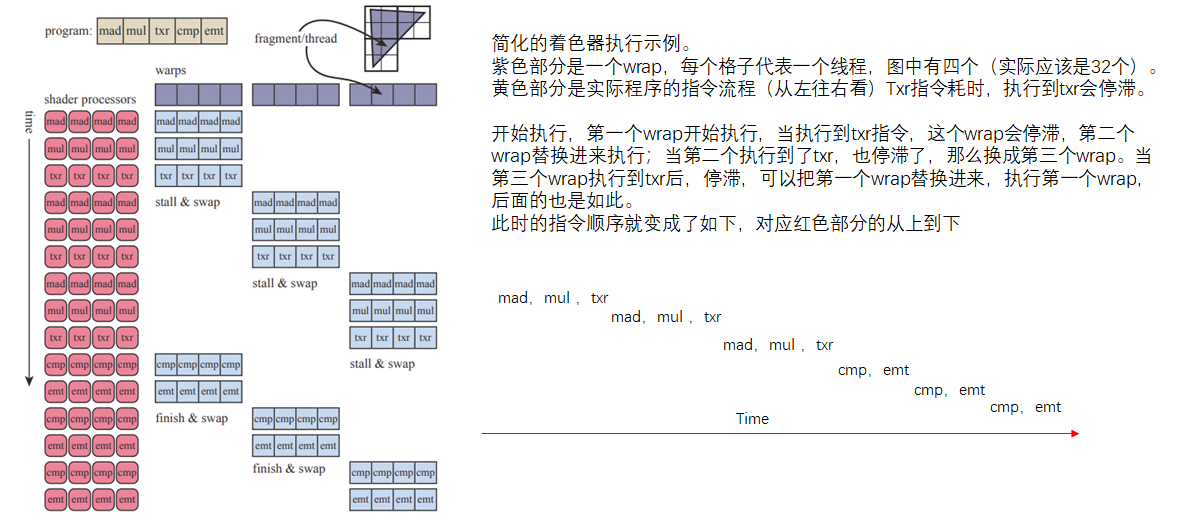 program: mad mul txr cmp emt
fragment/thread
warps
shader processors
time
mad mad mad mad mad mad mad mad
mul mul mul mul mul mul mul mul
txr txr txr txr txr txr txr txr
stall & swap
mad mad mad mad mad mad mad mad
mul mul mul mul mul mul mul mul
txr txr txr txr txr txr txr txr
stall & swap
mad mad mad mad mad mad mad mad
mul mul mul mul mul mul mul mul
txr txr txr txr txr txr txr txr
stall & swap
cmp cmp cmp cmp cmp cmp cmp cmp
emt emt emt emt emt emt emt emt
finish & swap
cmp cmp cmp cmp cmp cmp cmp cmp
emt emt emt emt emt emt emt emt
finish & swap
cmp cmp cmp cmp cmp cmp cmp cmp
emt emt emt emt emt emt emt emt
简化的着色器执行示例。
紫色部分是一个wrap，每个格子代表一个线程，图中有四个（实际应该是32个）。
黄色部分是实际程序的指令流程（从左往右看）Txr指令耗时，执行到txr会停滞。
开始执行，第一个wrap开始执行，当执行到txr指令，这个wrap会停滞，第二个
wrap替换进来执行；当第二个执行到了txr，也停滞了，那么换成第三个wrap。当
第三个wrap执行到txr后，停滞，可以把第一个wrap替换进来，执行第一个wrap，
后面的也是如此。
此时的指令顺序就变成了如下，对应红色部分的从上到下
mad，mul ，txr
mad，mul ，txr
mad，mul ，txr
cmp，emt
cmp，emt
cmp，emt
Time